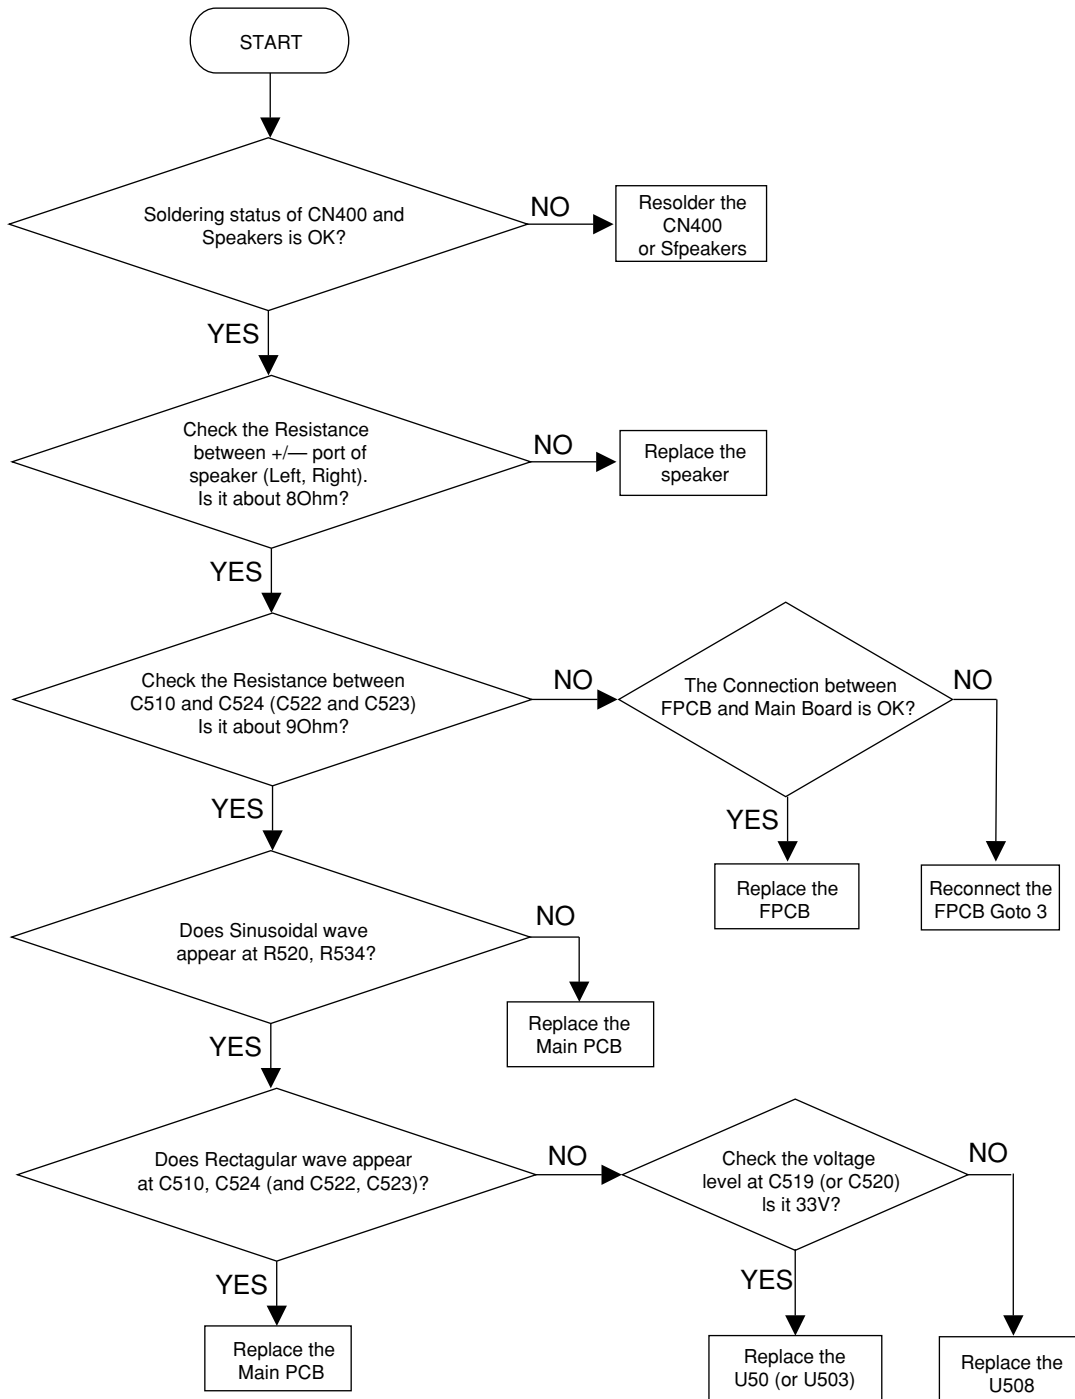 START
Soldering status of CN400 and
Speakers is OK?
NO
Resolder the
CN400
or Sfpeakers
YES
Check the Resistance
between +/— port of
speaker (Left, Right).
Is it about 8Ohm?
NO
Replace the
speaker
YES
Check the Resistance between
C510 and C524 (C522 and C523)
Is it about 9Ohm?
NO
The Connection between
FPCB and Main Board is OK?
NO
YES
Replace the
FPCB
Reconnect the
FPCB Goto 3
YES
Does Sinusoidal wave
appear at R520, R534?
NO
Replace the
Main PCB
YES
Does Rectagular wave appear
at C510, C524 (and C522, C523)?
NO
Check the voltage
level at C519 (or C520)
Is it 33V?
NO
YES
Replace the
Main PCB
YES
Replace the
U50 (or U503)
Replace the
U508